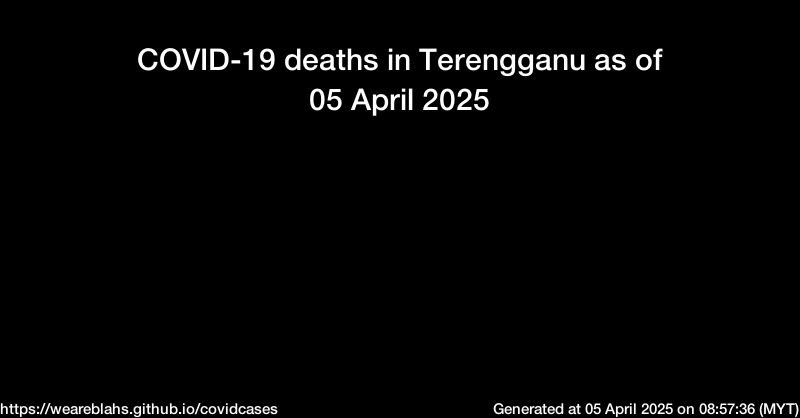 COVID-19 deaths in Terengganu as of
05 April 2025
https://weareblahs.github.io/covidcases
Generated at 05 April 2025 on 08:57:36 (MYT)